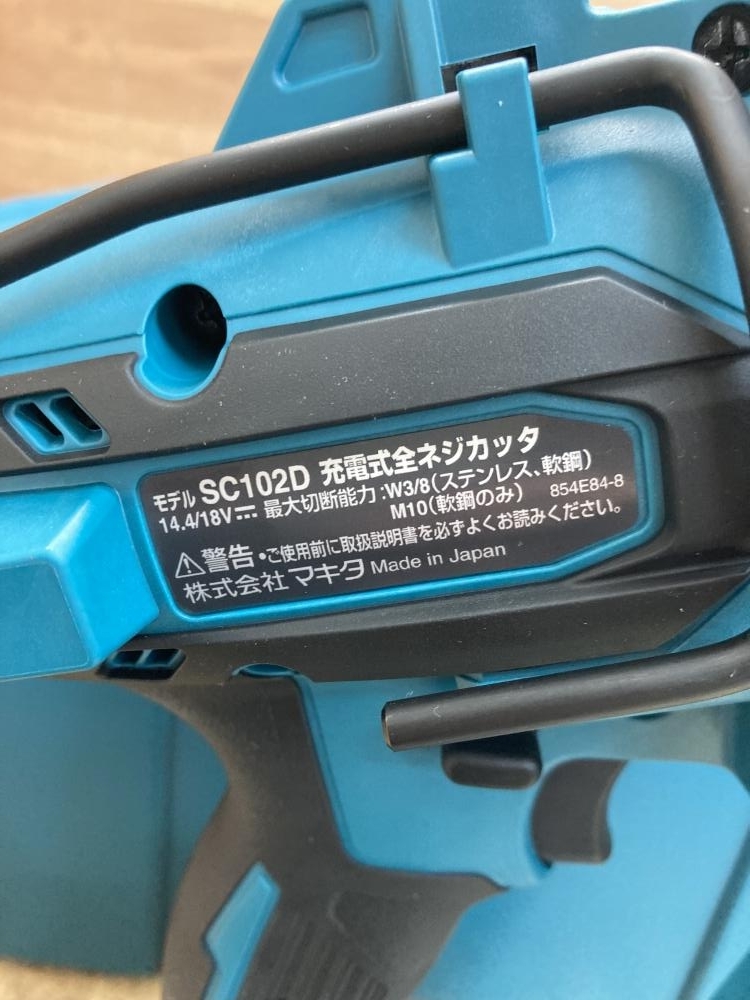 モデル SC102D 充電式全ネジカッタ
14.4/18V⎓ 最大切断能力:W3/8(ステンレス、軟鋼)
M10(軟鋼のみ) 854E84-8
⚠警告・ご使用前に取扱説明書を必ずよくお読みください。
株式会社マキタ Made in Japan